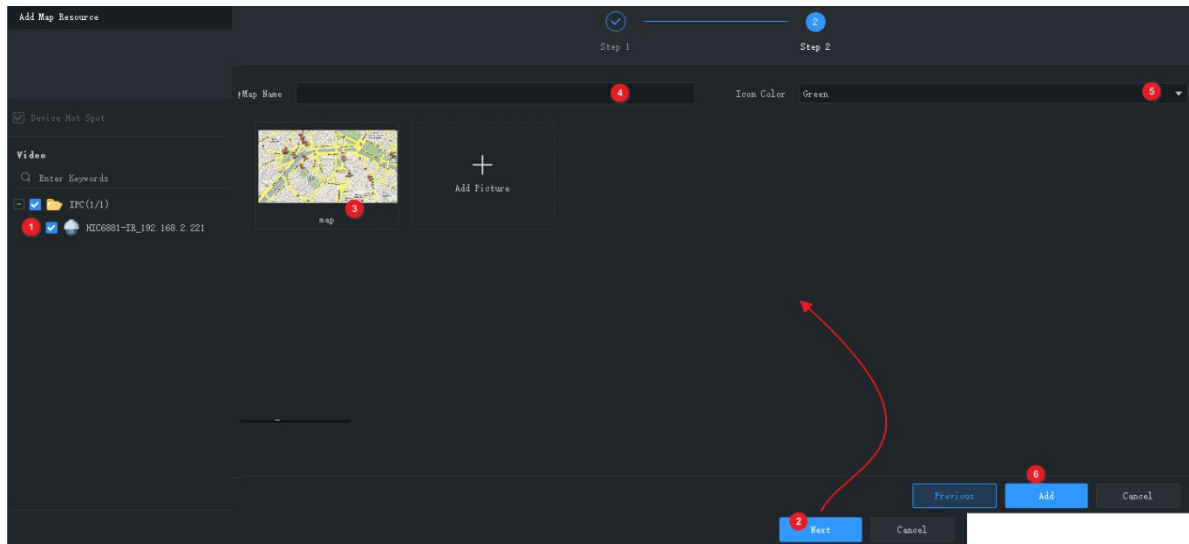 Add Map Resource
Step 1
2
Step 2
*Map Name
4
Icon Color
Green
5
Device Hot Spot
Video
Enter Keywords
IPC(1/1)
1
HIC6881-IR_192.168.2.221
3
map
Add Picture
6
Previous
Add
Cancel
2
Next
Cancel